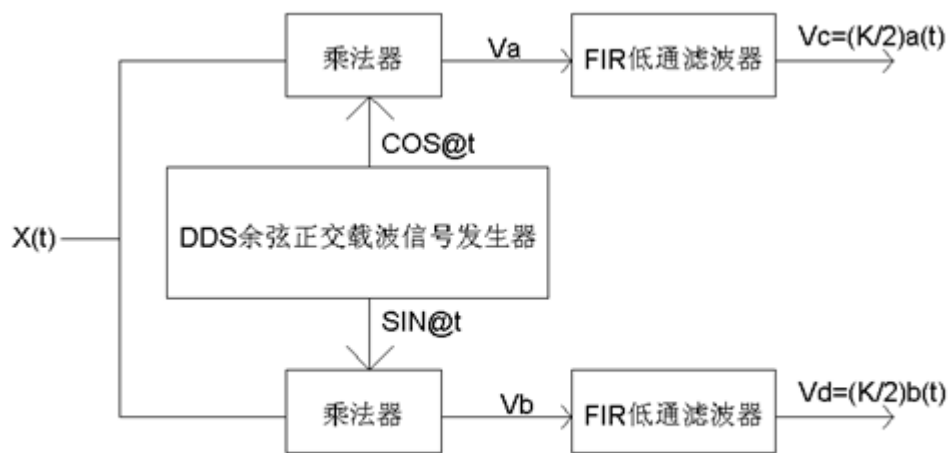 乘法器
Va
FIR低通滤波器
Vc=(K/2)a(t)
COS@t
X(t)
DDS余弦正交载波信号发生器
SIN@t
乘法器
Vb
FIR低通滤波器
Vd=(K/2)b(t)